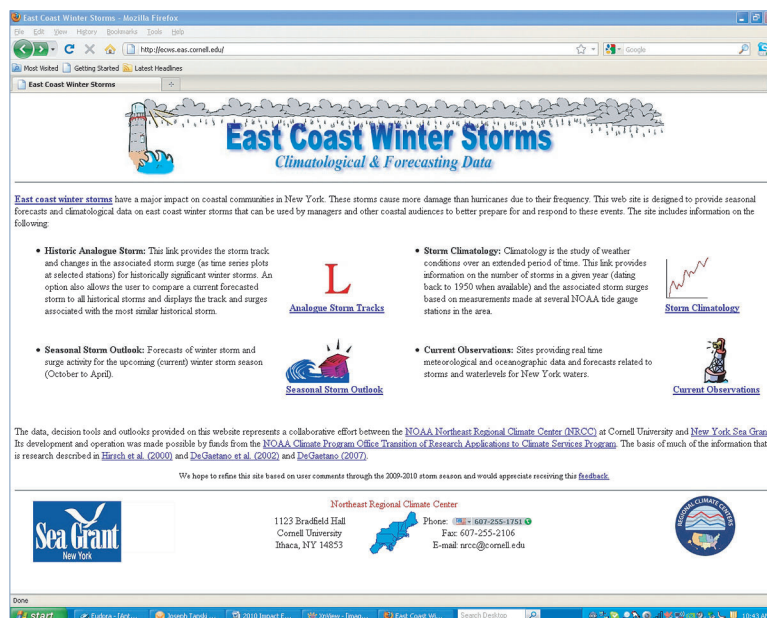 East Coast Winter Storms - Mozilla Firefox
File Edit View History Bookmarks Tools Help
http://ecws.eas.cornell.edu/
Google
Most Visited Getting Started Latest Headlines
East Coast Winter Storms
East Coast Winter Storms
Climatological & Forecasting Data
East coast winter storms have a major impact on coastal communities in New York. These storms cause more damage than hurricanes due to their frequency. This web site is designed to provide seasonal
forecasts and climatological data on east coast winter storms that can be used by managers and other coastal audiences to better prepare for and respond to these events. The site includes information on the
following:
• Historic Analogue Storm: This link provides the storm track
and changes in the associated storm surge (as time series plots
at selected stations) for historically significant winter storms. An
option also allows the user to compare a current forecasted
storm to all historical storms and displays the track and surges
associated with the most similar historical storm.
L
Analogue Storm Tracks
• Storm Climatology: Climatology is the study of weather
conditions over an extended period of time. This link provides
information on the number of storms in a given year (dating
back to 1950 when available) and the associated storm surges
based on measurements made at several NOAA tide gauge
stations in the area.
Storm Climatology
• Seasonal Storm Outlook: Forecasts of winter storm and
surge activity for the upcoming (current) winter storm season
(October to April).
Seasonal Storm Outlook
• Current Observations: Sites providing real time
meteorological and oceanographic data and forecasts related to
storms and waterlevels for New York waters.
Current Observations
The data, decision tools and outlooks provided on this website represents a collaborative effort between the NOAA Northeast Regional Climate Center (NRCC) at Cornell University and New York Sea Gran
Its development and operation was made possible by funds from the NOAA Climate Program Office Transition of Research Applications to Climate Services Program. The basis of much of the information that
is research described in Hirsch et al. (2000) and DeGaetano et al. (2002) and DeGaetano (2007).
We hope to refine this site based on user comments through the 2009-2010 storm season and would appreciate receiving this feedback.
Sea Grant
New York
Northeast Regional Climate Center
1123 Bradfield Hall
Cornell University
Ithaca, NY 14853
Phone: 607-255-1751
Fax: 607-255-2106
E-mail: nrcc@cornell.edu
REGIONAL CLIMATE CENTERS
Done
start Eudora - [Ant... Joseph Tanski ... 2010 Impact E... XnView - [man... East Coast Wi... Search Desktop 10:43 AM